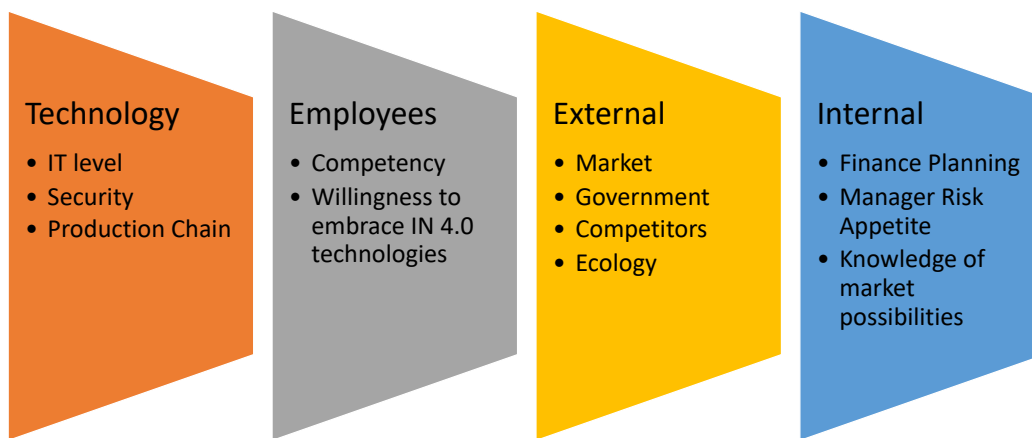 Technology
• IT level
• Security
• Production Chain
Employees
• Competency
• Willingness to
embrace IN 4.0
technologies
External
• Market
• Government
• Competitors
• Ecology
Internal
• Finance Planning
• Manager Risk
Appetite
• Knowledge of
market
possibilities